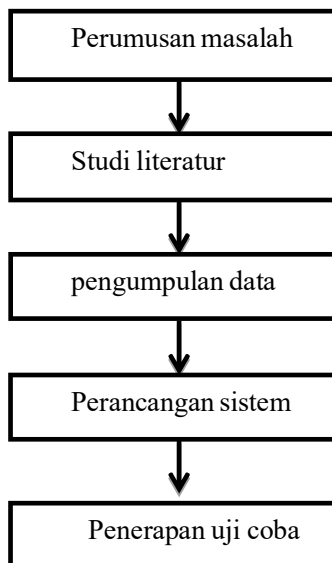 Perumusan masalah
Studi literatur
pengumpulan data
Perancangan sistem
Penerapan uji coba